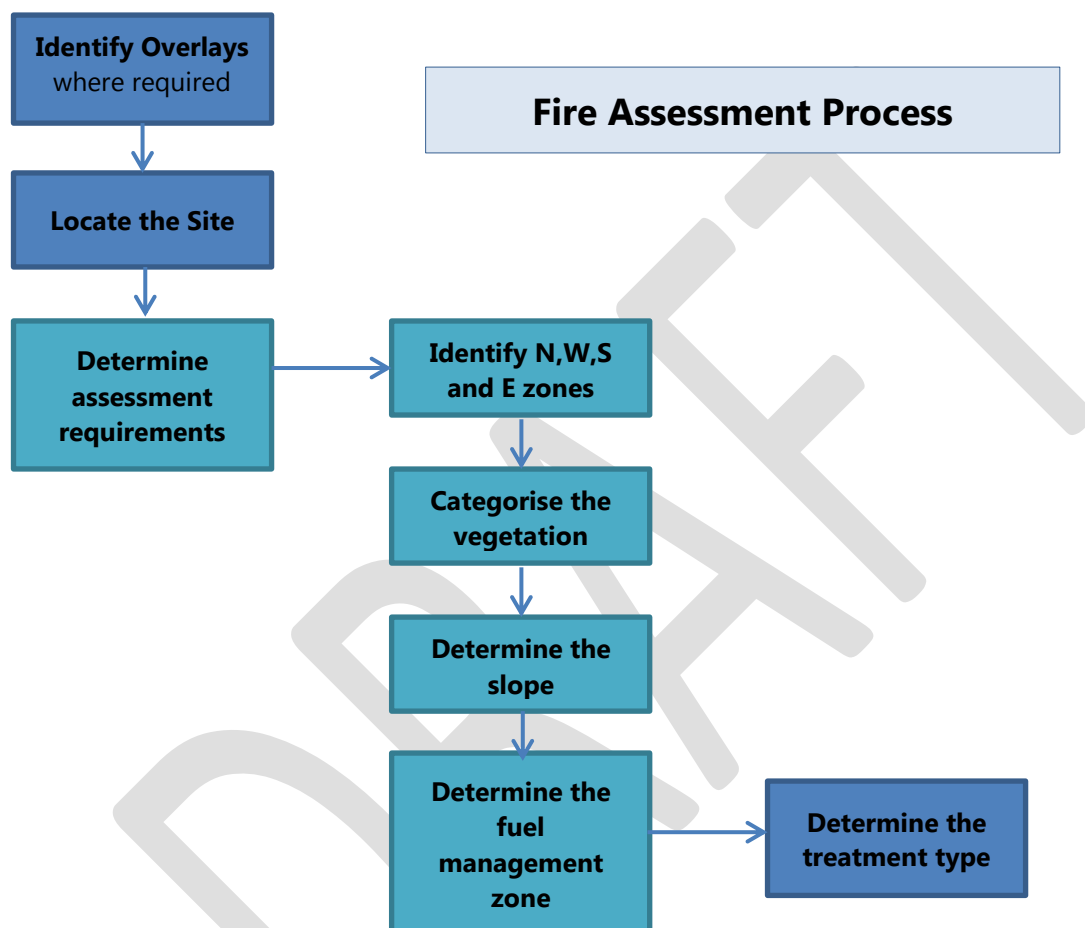 Identify Overlays
where required
Fire Assessment Process
Locate the Site
Determine
assessment
requirements
Identify N,W,S
and E zones
Categorise the
vegetation
Determine the
slope
Determine the
fuel
management
zone
Determine the
treatment type
DRAFT